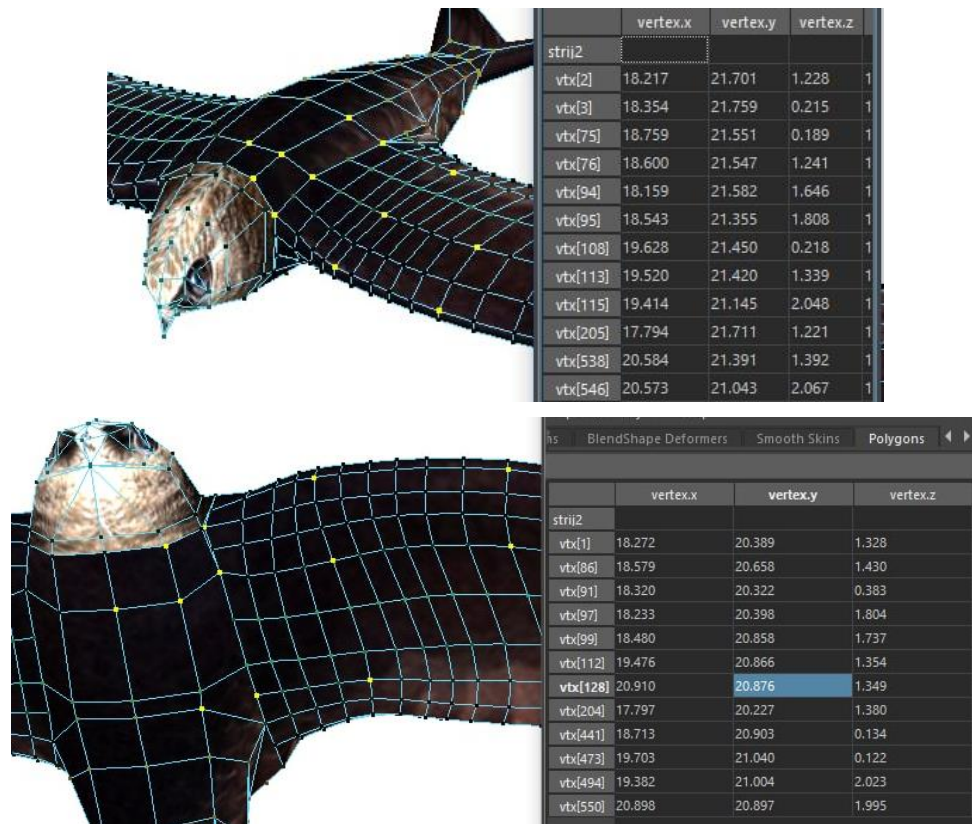 vertex.x vertex.y vertex.z
strij2
vtx[2] 18.217 21.701 1.228 1
vtx[3] 18.354 21.759 0.215 1
vtx[75] 18.759 21.551 0.189 1
vtx[76] 18.600 21.547 1.241 1
vtx[94] 18.159 21.582 1.646 1
vtx[95] 18.543 21.355 1.808 1
vtx[108] 19.628 21.450 0.218 1
vtx[113] 19.520 21.420 1.339 1
vtx[115] 19.414 21.145 2.048 1
vtx[205] 17.794 21.711 1.221 1
vtx[538] 20.584 21.391 1.392 1
vtx[546] 20.573 21.043 2.067 1
BlendShape Deformers Smooth Skins Polygons
vertex.x vertex.y vertex.z
strij2
vtx[1] 18.272 20.389 1.328
vtx[86] 18.579 20.658 1.430
vtx[91] 18.320 20.322 0.383
vtx[97] 18.233 20.398 1.804
vtx[99] 18.480 20.858 1.737
vtx[112] 19.476 20.866 1.354
vtx[128] 20.910 20.876 1.349
vtx[204] 17.797 20.227 1.380
vtx[441] 18.713 20.903 0.134
vtx[473] 19.703 21.040 0.122
vtx[494] 19.382 21.004 2.023
vtx[550] 20.898 20.897 1.995